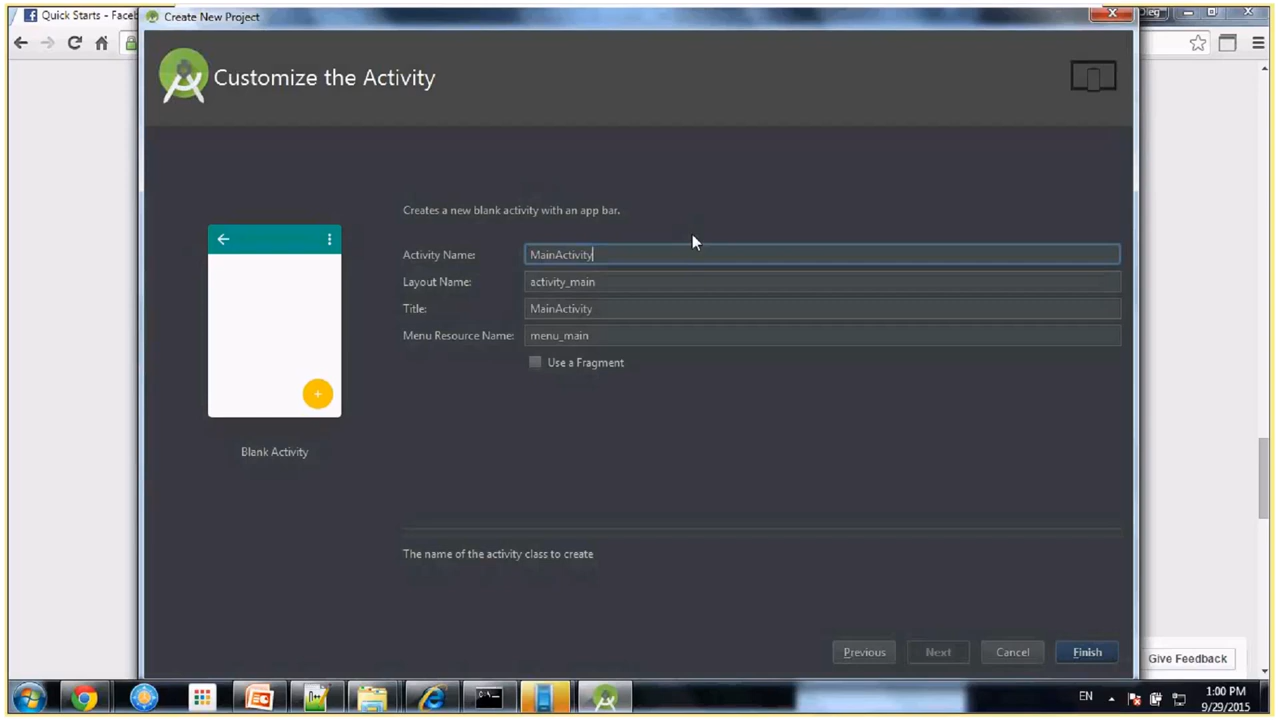 Quick Starts - Faceb
Create New Project
Oleg
Customize the Activity
Creates a new blank activity with an app bar.
Activity Name: MainActivity
Layout Name: activity_main
Title: MainActivity
Menu Resource Name: menu_main
Use a Fragment
Blank Activity
The name of the activity class to create
Previous Next Cancel Finish
Give Feedback
EN
1:00 PM
9/29/2015